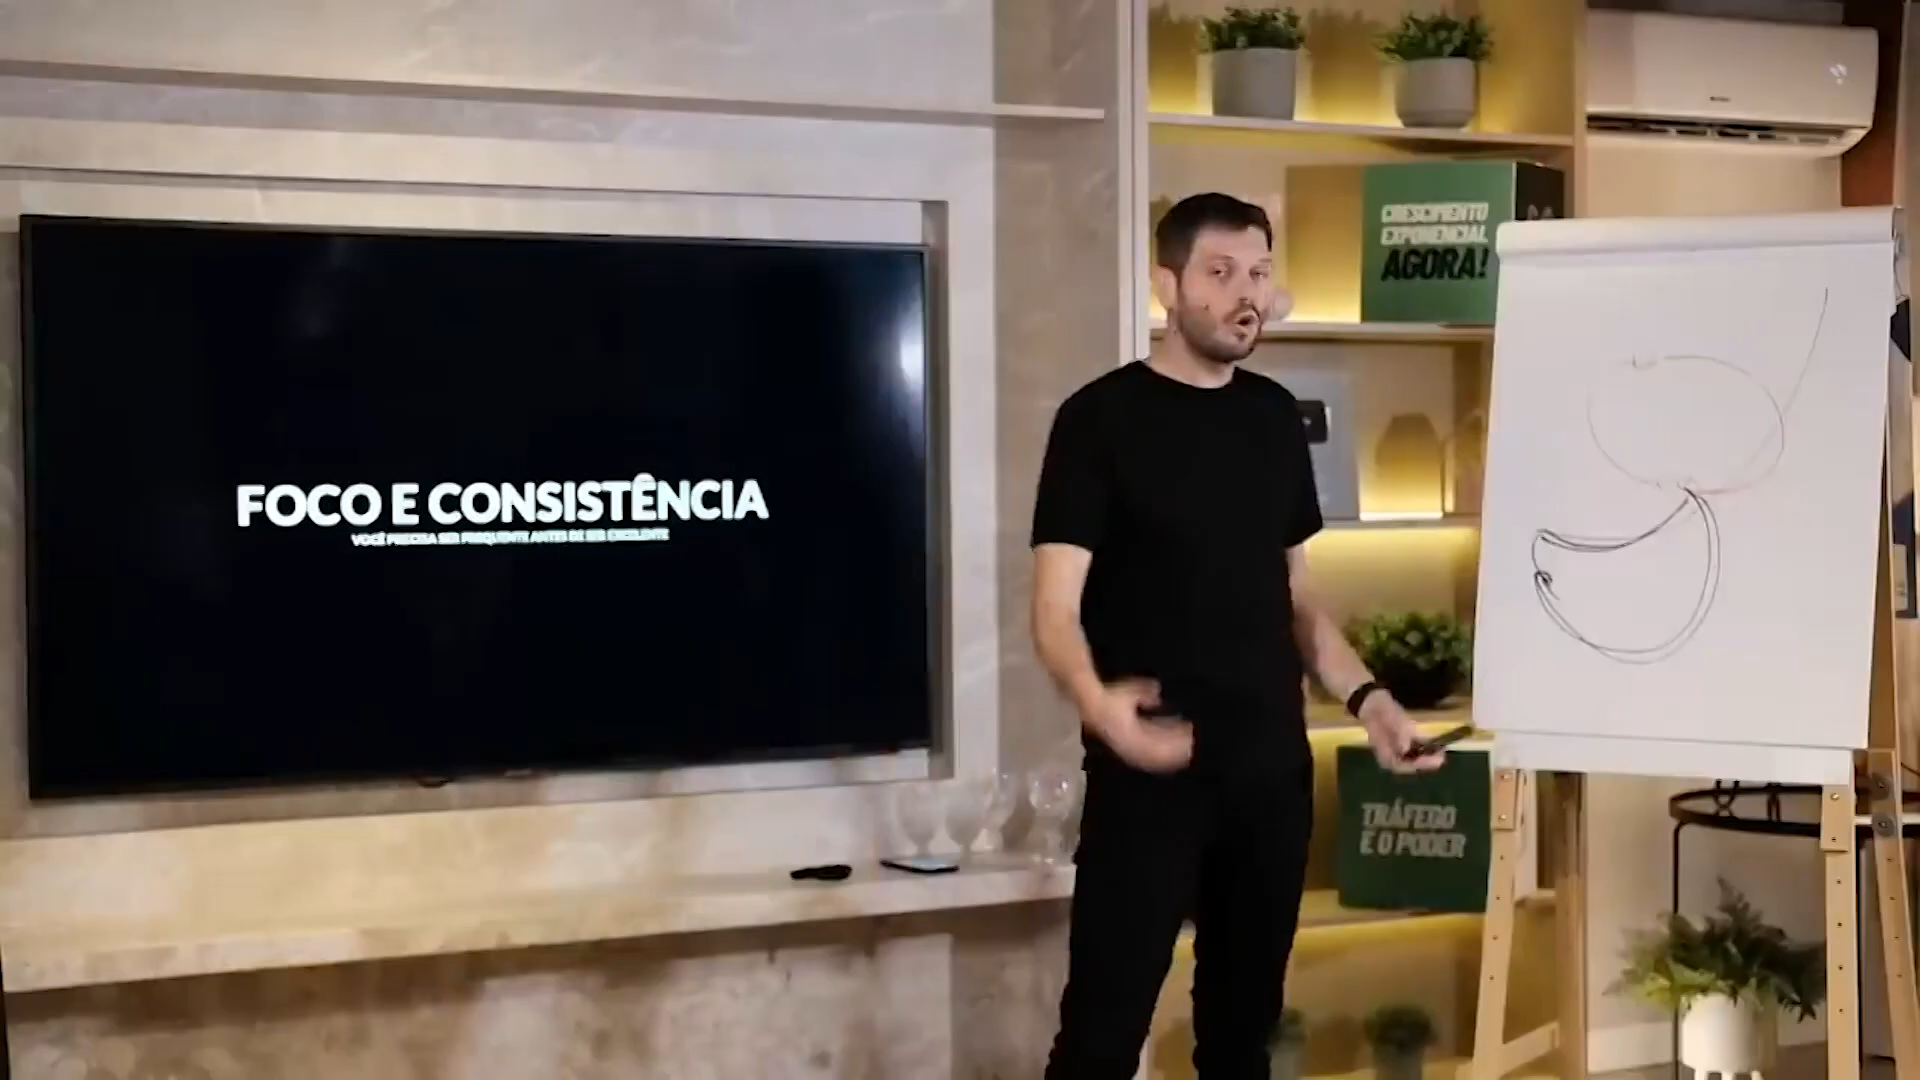 FOCO E CONSISTÊNCIA
VOCÊ PRECISA SER FREQUENTE ANTES DE SER EXCELENTE
CRESCIMENTO
EXPONENCIAL
AGORA!
TRÁFEGO
E O PODER